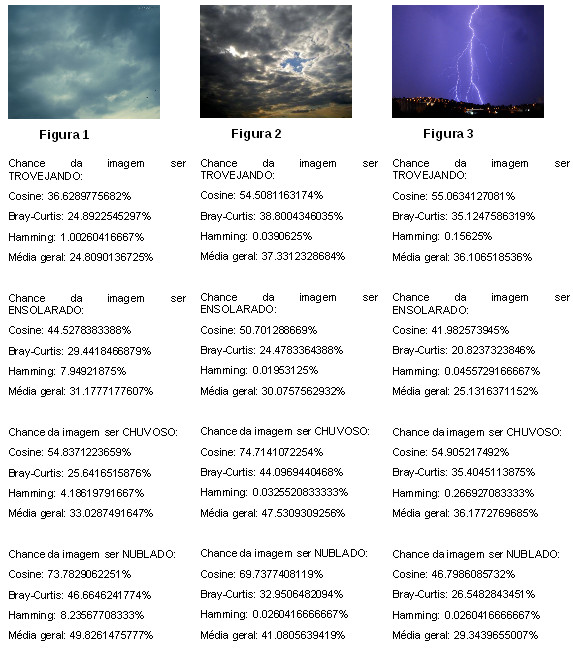 Figura 1
Chance da imagem ser
TROVEJANDO:
Cosine: 36.6289775682%
Bray-Curtis: 24.8922545297%
Hamming: 1.00260416667%
Média geral: 24.8090136725%
Chance da imagem ser
ENSOLARADO:
Cosine: 44.5278383388%
Bray-Curtis: 29.4418466879%
Hamming: 7.94921875%
Média geral: 31.1777177607%
Chance da imagem ser CHUVOSO:
Cosine: 54.8371223659%
Bray-Curtis: 25.6416515876%
Hamming: 4.18619791667%
Média geral: 33.0287491647%
Chance da imagem ser NUBLADO:
Cosine: 73.7829062251%
Bray-Curtis: 46.6646241774%
Hamming: 8.23567708333%
Média geral: 49.8261475777%
Figura 2
Chance da imagem ser
TROVEJANDO:
Cosine: 54.5081163174%
Bray-Curtis: 38.8004346035%
Hamming: 0.0390625%
Média geral: 37.3312328684%
Chance da imagem ser
ENSOLARADO:
Cosine: 50.701288669%
Bray-Curtis: 24.4783364388%
Hamming: 0.01953125%
Média geral: 30.0757562932%
Chance da imagem ser CHUVOSO:
Cosine: 74.7141072254%
Bray-Curtis: 44.0969440468%
Hamming: 0.0325520833333%
Média geral: 47.5309309256%
Chance da imagem ser NUBLADO:
Cosine: 69.7377408119%
Bray-Curtis: 32.9506482094%
Hamming: 0.0260416666667%
Média geral: 41.0805639419%
Figura 3
Chance da imagem ser
TROVEJANDO:
Cosine: 55.0634127081%
Bray-Curtis: 35.1247586319%
Hamming: 0.15625%
Média geral: 36.106518536%
Chance da imagem ser
ENSOLARADO:
Cosine: 41.982573945%
Bray-Curtis: 20.8237323846%
Hamming: 0.0455729166667%
Média geral: 25.1316371152%
Chance da imagem ser CHUVOSO:
Cosine: 54.905217492%
Bray-Curtis: 35.4045113875%
Hamming: 0.266927083333%
Média geral: 36.1772769685%
Chance da imagem ser NUBLADO:
Cosine: 46.7986085732%
Bray-Curtis: 26.5482843451%
Hamming: 0.0260416666667%
Média geral: 29.3439655007%